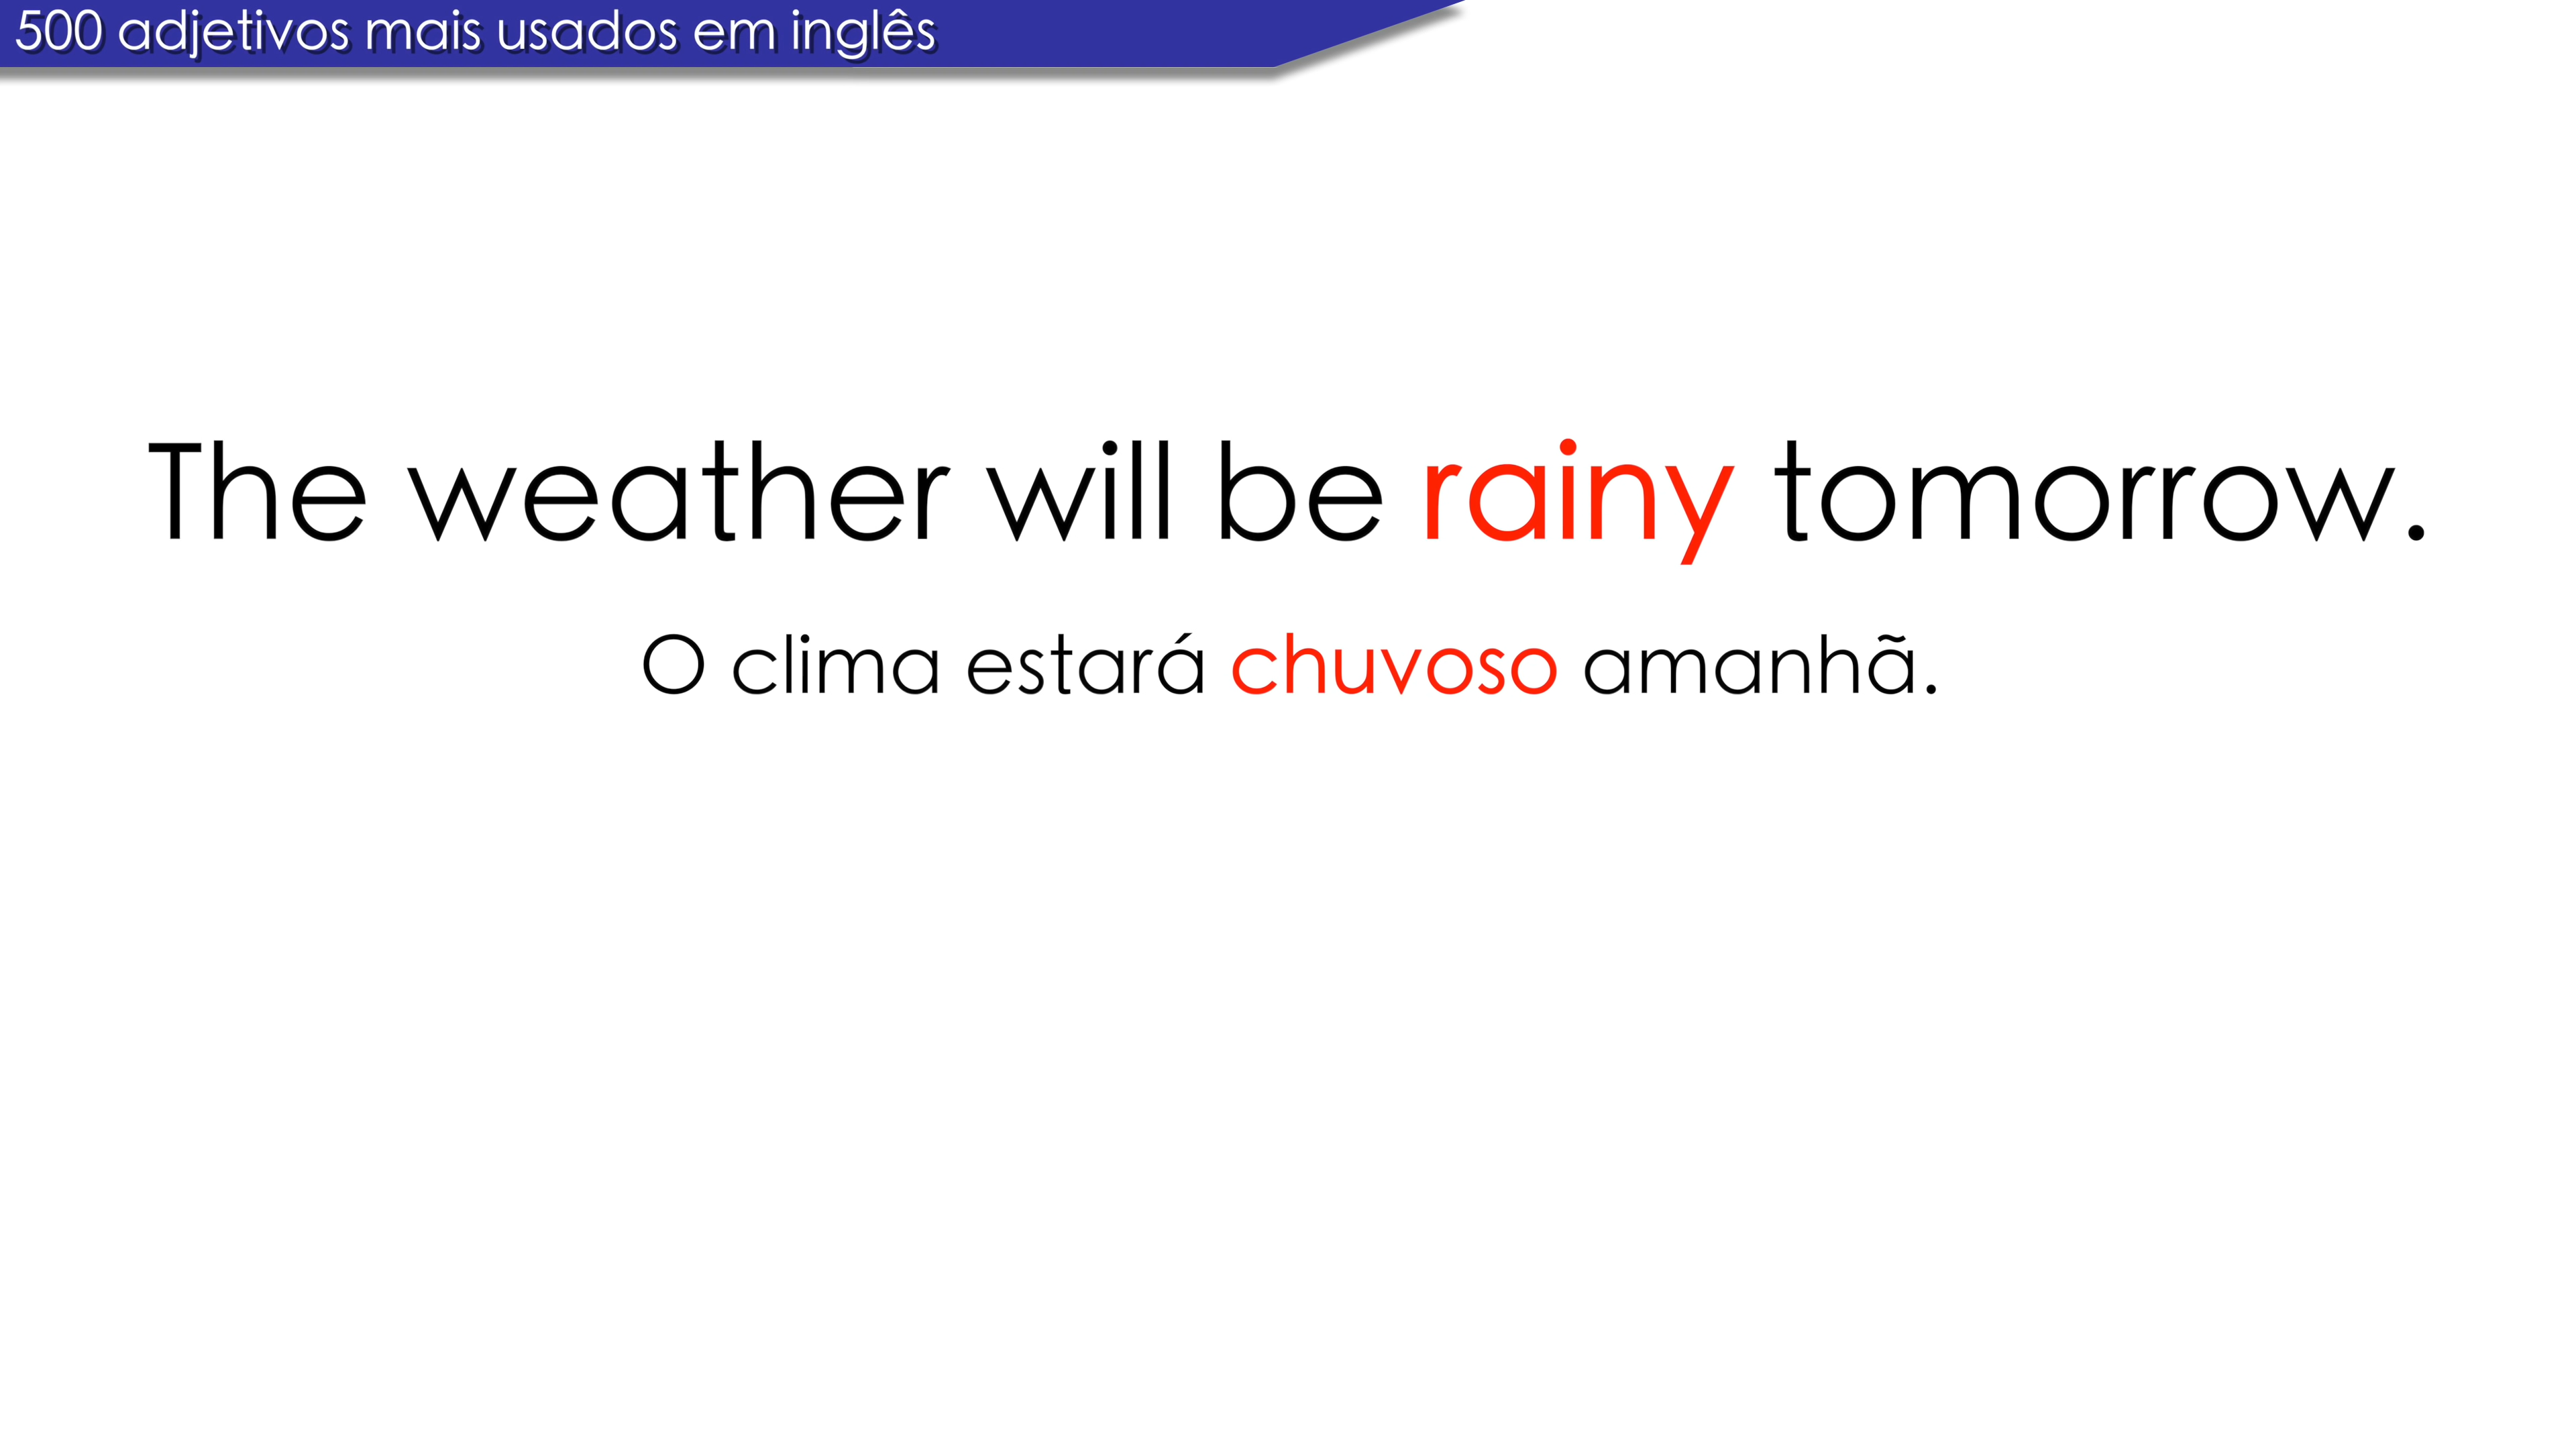 500 adjetivos mais usados em inglês
The weather will be rainy tomorrow.
O clima estará chuvoso amanhã.